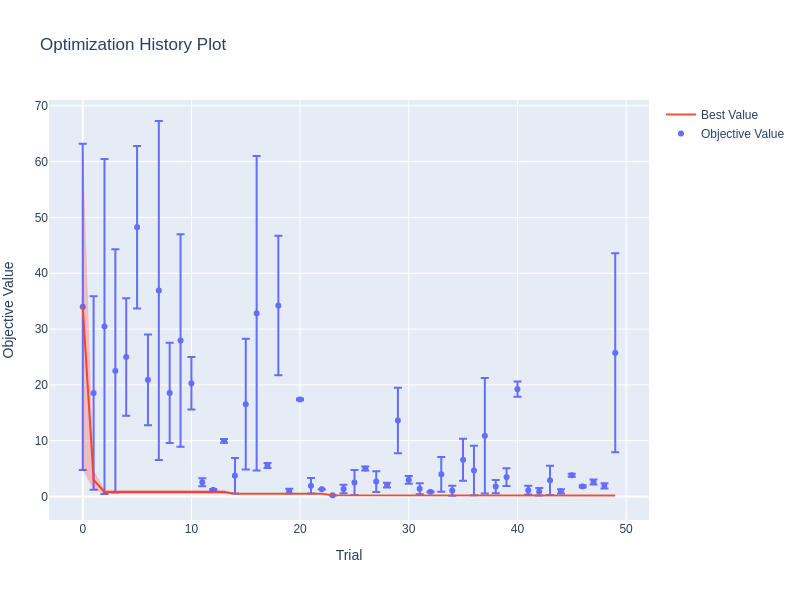 Optimization History Plot
Best Value
Objective Value
70
60
50
40
30
20
10
0
Objective Value
0 10 20 30 40 50
Trial